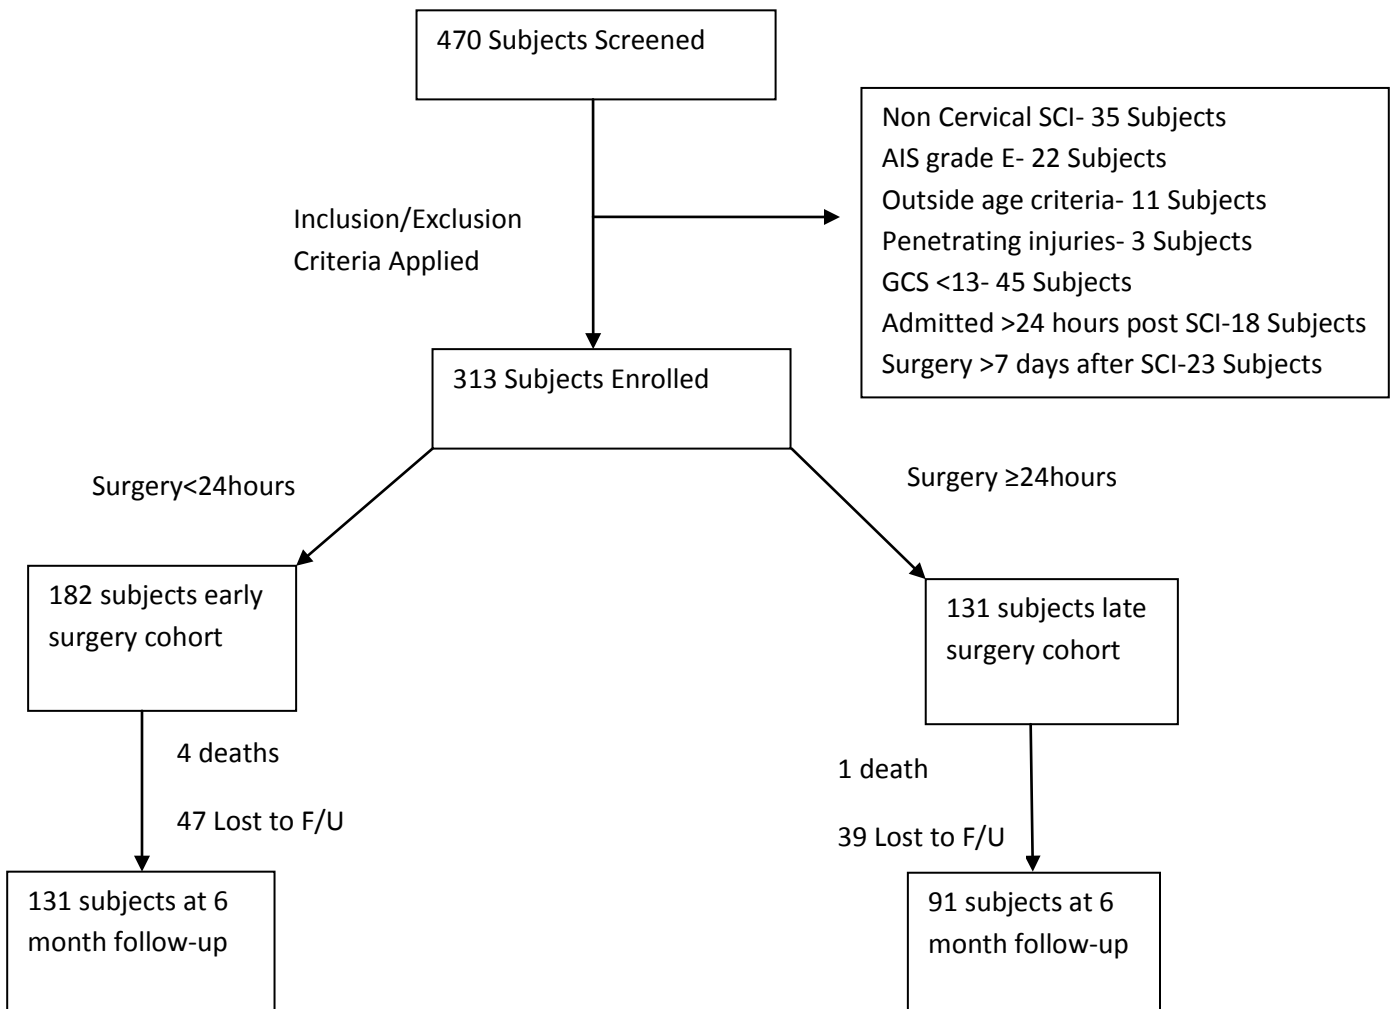 470 Subjects Screened
Non Cervical SCI- 35 Subjects
AIS grade E- 22 Subjects
Outside age criteria- 11 Subjects
Penetrating injuries- 3 Subjects
GCS <13- 45 Subjects
Admitted >24 hours post SCI-18 Subjects
Surgery >7 days after SCI-23 Subjects
Inclusion/Exclusion
Criteria Applied
313 Subjects Enrolled
Surgery<24hours
Surgery ≥24hours
182 subjects early
surgery cohort
131 subjects late
surgery cohort
4 deaths
47 Lost to F/U
1 death
39 Lost to F/U
131 subjects at 6
month follow-up
91 subjects at 6
month follow-up